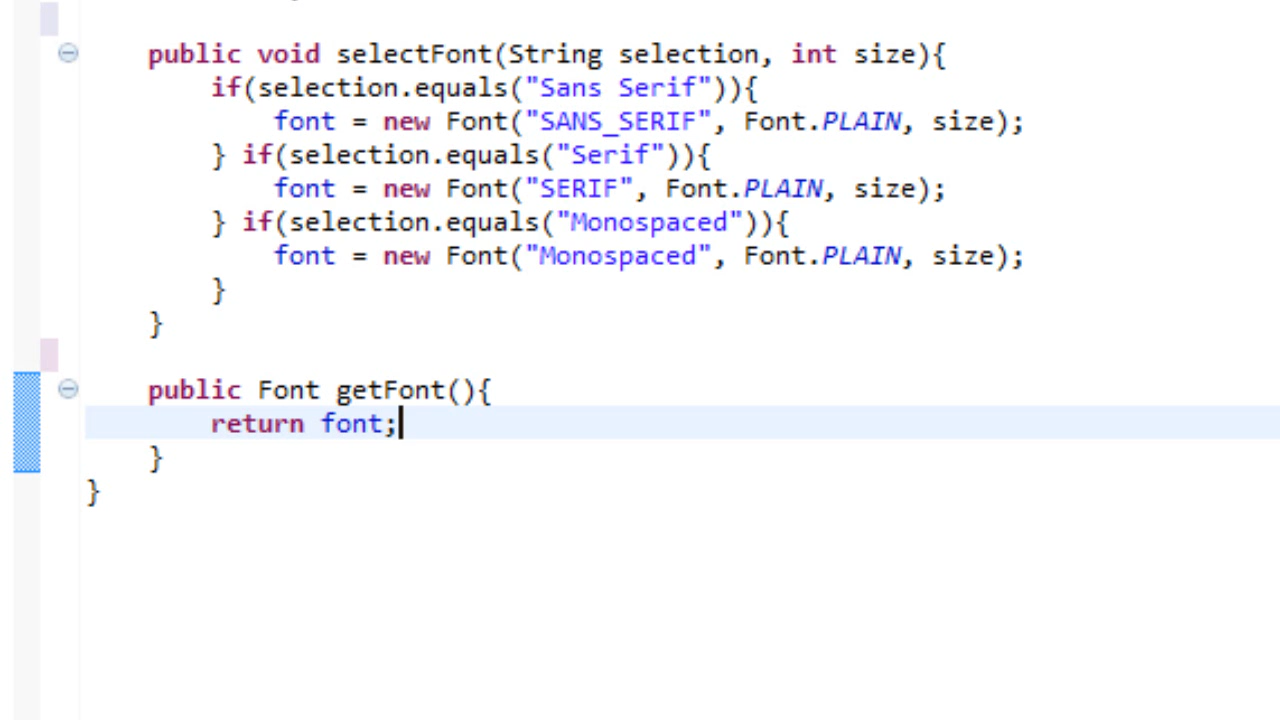 public void selectFont(String selection, int size){
if(selection.equals("Sans Serif")){
font = new Font("SANS_SERIF", Font.PLAIN, size);
} if(selection.equals("Serif")){
font = new Font("SERIF", Font.PLAIN, size);
} if(selection.equals("Monospaced")){
font = new Font("Monospaced", Font.PLAIN, size);
}
}
public Font getFont(){
return font;
}
}